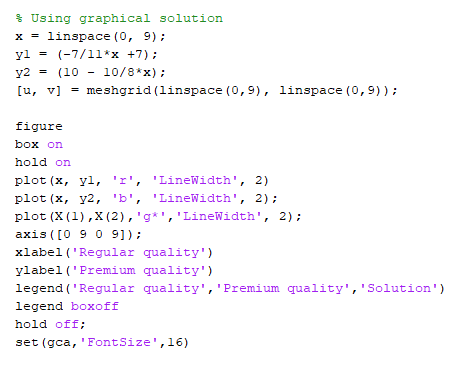 % Using graphical solution
x = linspace(0, 9);
y1 = (-7/11*x +7);
y2 = (10 - 10/8*x);
[u, v] = meshgrid(linspace(0,9), linspace(0,9));
figure
box on
hold on
plot(x, y1, 'r', 'LineWidth', 2)
plot(x, y2, 'b', 'LineWidth', 2);
plot(X(1),X(2),'g*','LineWidth', 2);
axis([0 9 0 9]);
xlabel('Regular quality')
ylabel('Premium quality')
legend('Regular quality','Premium quality','Solution')
legend boxoff
hold off;
set(gca,'FontSize',16)